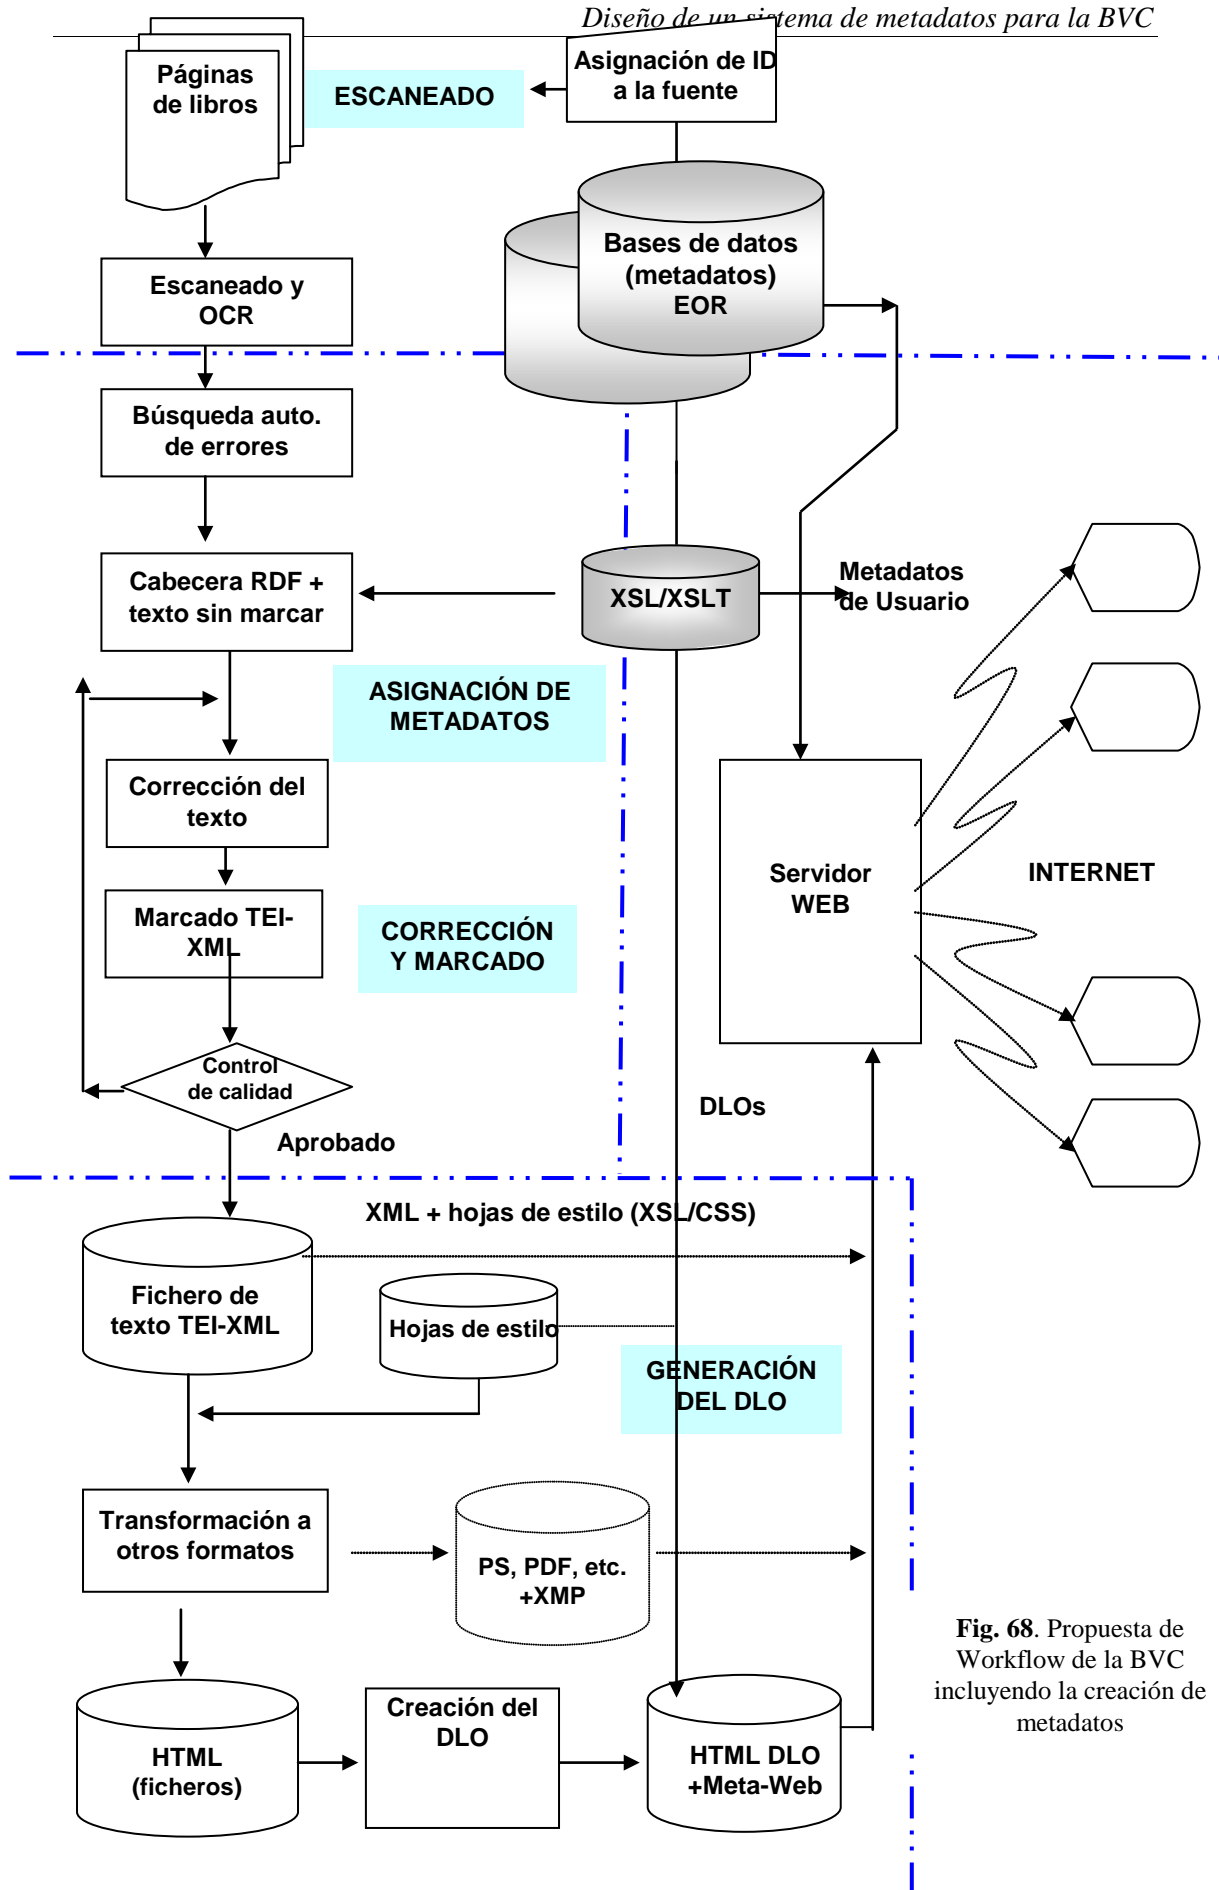 Diseño de un sistema de metadatos para la BVC
Páginas
de libros
ESCANEADO
Asignación de ID
a la fuente
Bases de datos
(metadatos)
EOR
Escaneado y
OCR
Búsqueda auto.
de errores
Cabecera RDF +
texto sin marcar
XSL/XSLT
Metadatos
de Usuario
ASIGNACIÓN DE
METADATOS
Corrección del
texto
Servidor
WEB
INTERNET
Marcado TEI-
XML
CORRECCIÓN
Y MARCADO
Control
de calidad
DLOs
Aprobado
XML + hojas de estilo (XSL/CSS)
Fichero de
texto TEI-XML
Hojas de estilo
GENERACIÓN
DEL DLO
Transformación a
otros formatos
PS, PDF, etc.
+XMP
Fig. 68. Propuesta de
Workflow de la BVC
incluyendo la creación de
metadatos
HTML
(ficheros)
Creación del
DLO
HTML DLO
+Meta-Web